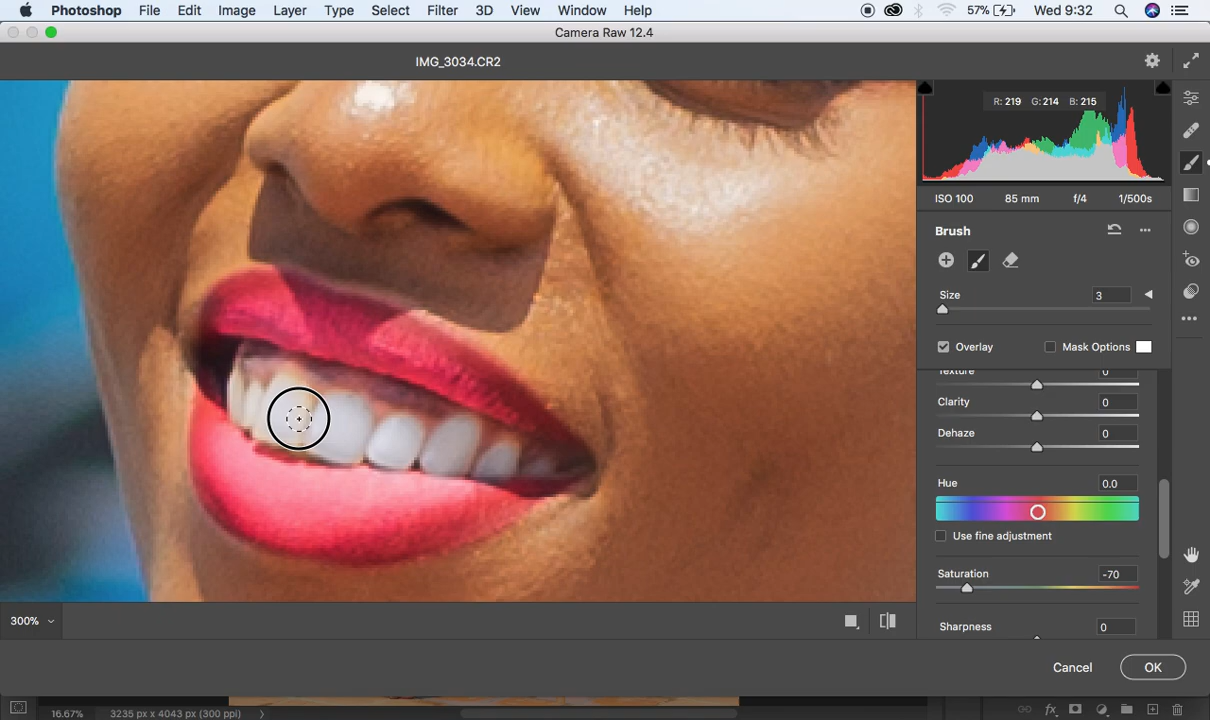 Photoshop File Edit Image Layer Type Select Filter 3D View Window Help 57% Wed 9:32
Camera Raw 12.4
IMG_3034.CR2
R: 219 G: 214 B: 215
ISO 100 85 mm f/4 1/500s
Brush
Size 3
Overlay Mask Options
Texture 0
Clarity 0
Dehaze 0
Hue 0.0
Use fine adjustment
Saturation -70
Sharpness 0
300%
Cancel OK
16.67% 3235 px x 4043 px (300 ppi)
fx